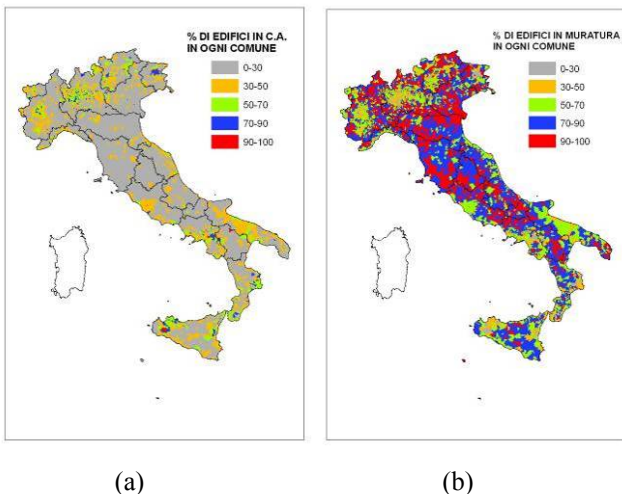 % DI EDIFICI IN C.A.
IN OGNI COMUNE
0-30
30-50
50-70
70-90
90-100
% DI EDIFICI IN MURATURA
IN OGNI COMUNE
0-30
30-50
50-70
70-90
90-100
(a)
(b)